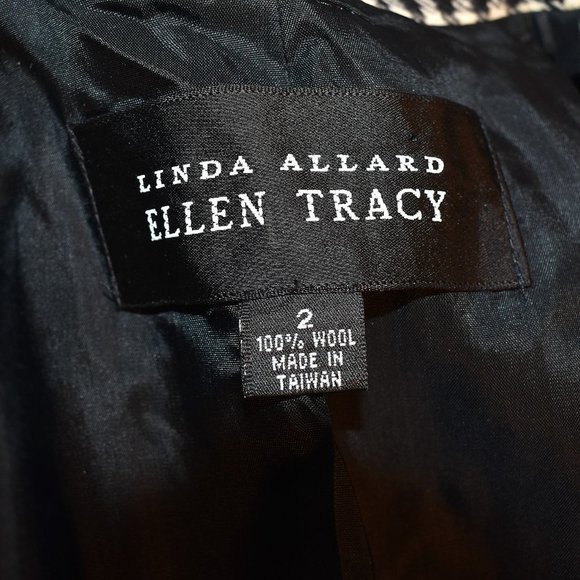 LINDA ALLARD
ELLEN TRACY
2
100% WOOL
MADE IN
TAIWAN